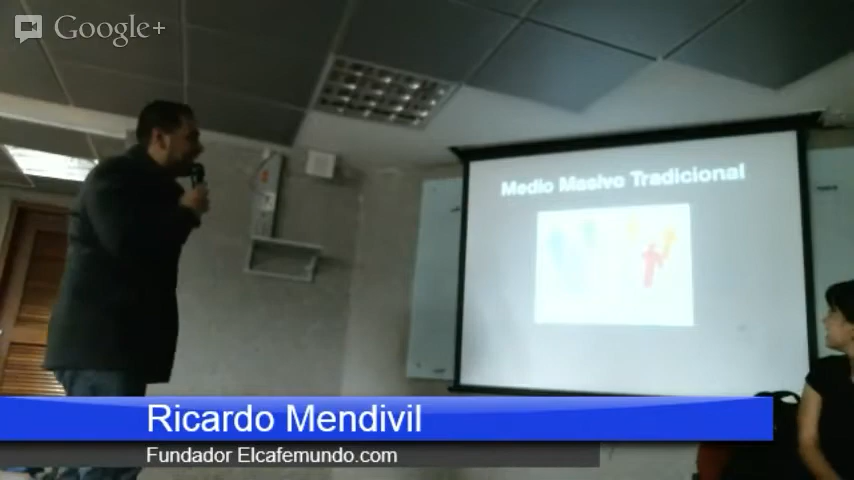 Google+
Medio Masivo Tradicional
Ricardo Mendivil
Fundador Elcafemundo.com